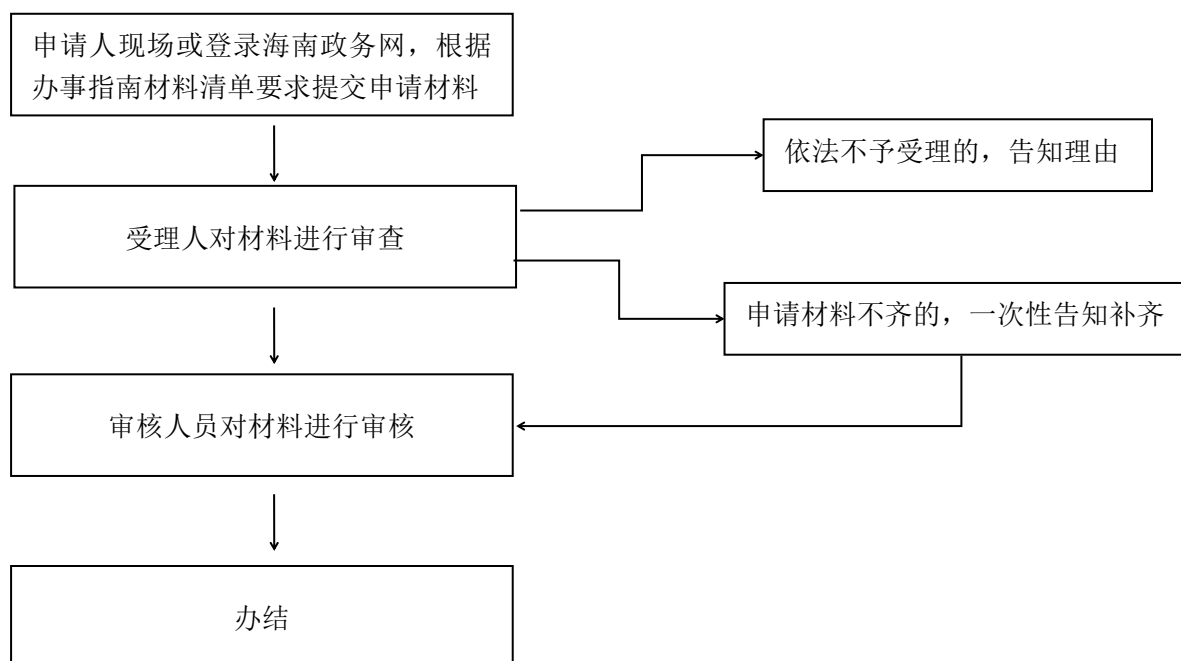 申请人现场或登录海南政务网，根据
办事指南材料清单要求提交申请材料
依法不予受理的，告知理由
受理人对材料进行审查
申请材料不齐的，一次性告知补齐
审核人员对材料进行审核
办结